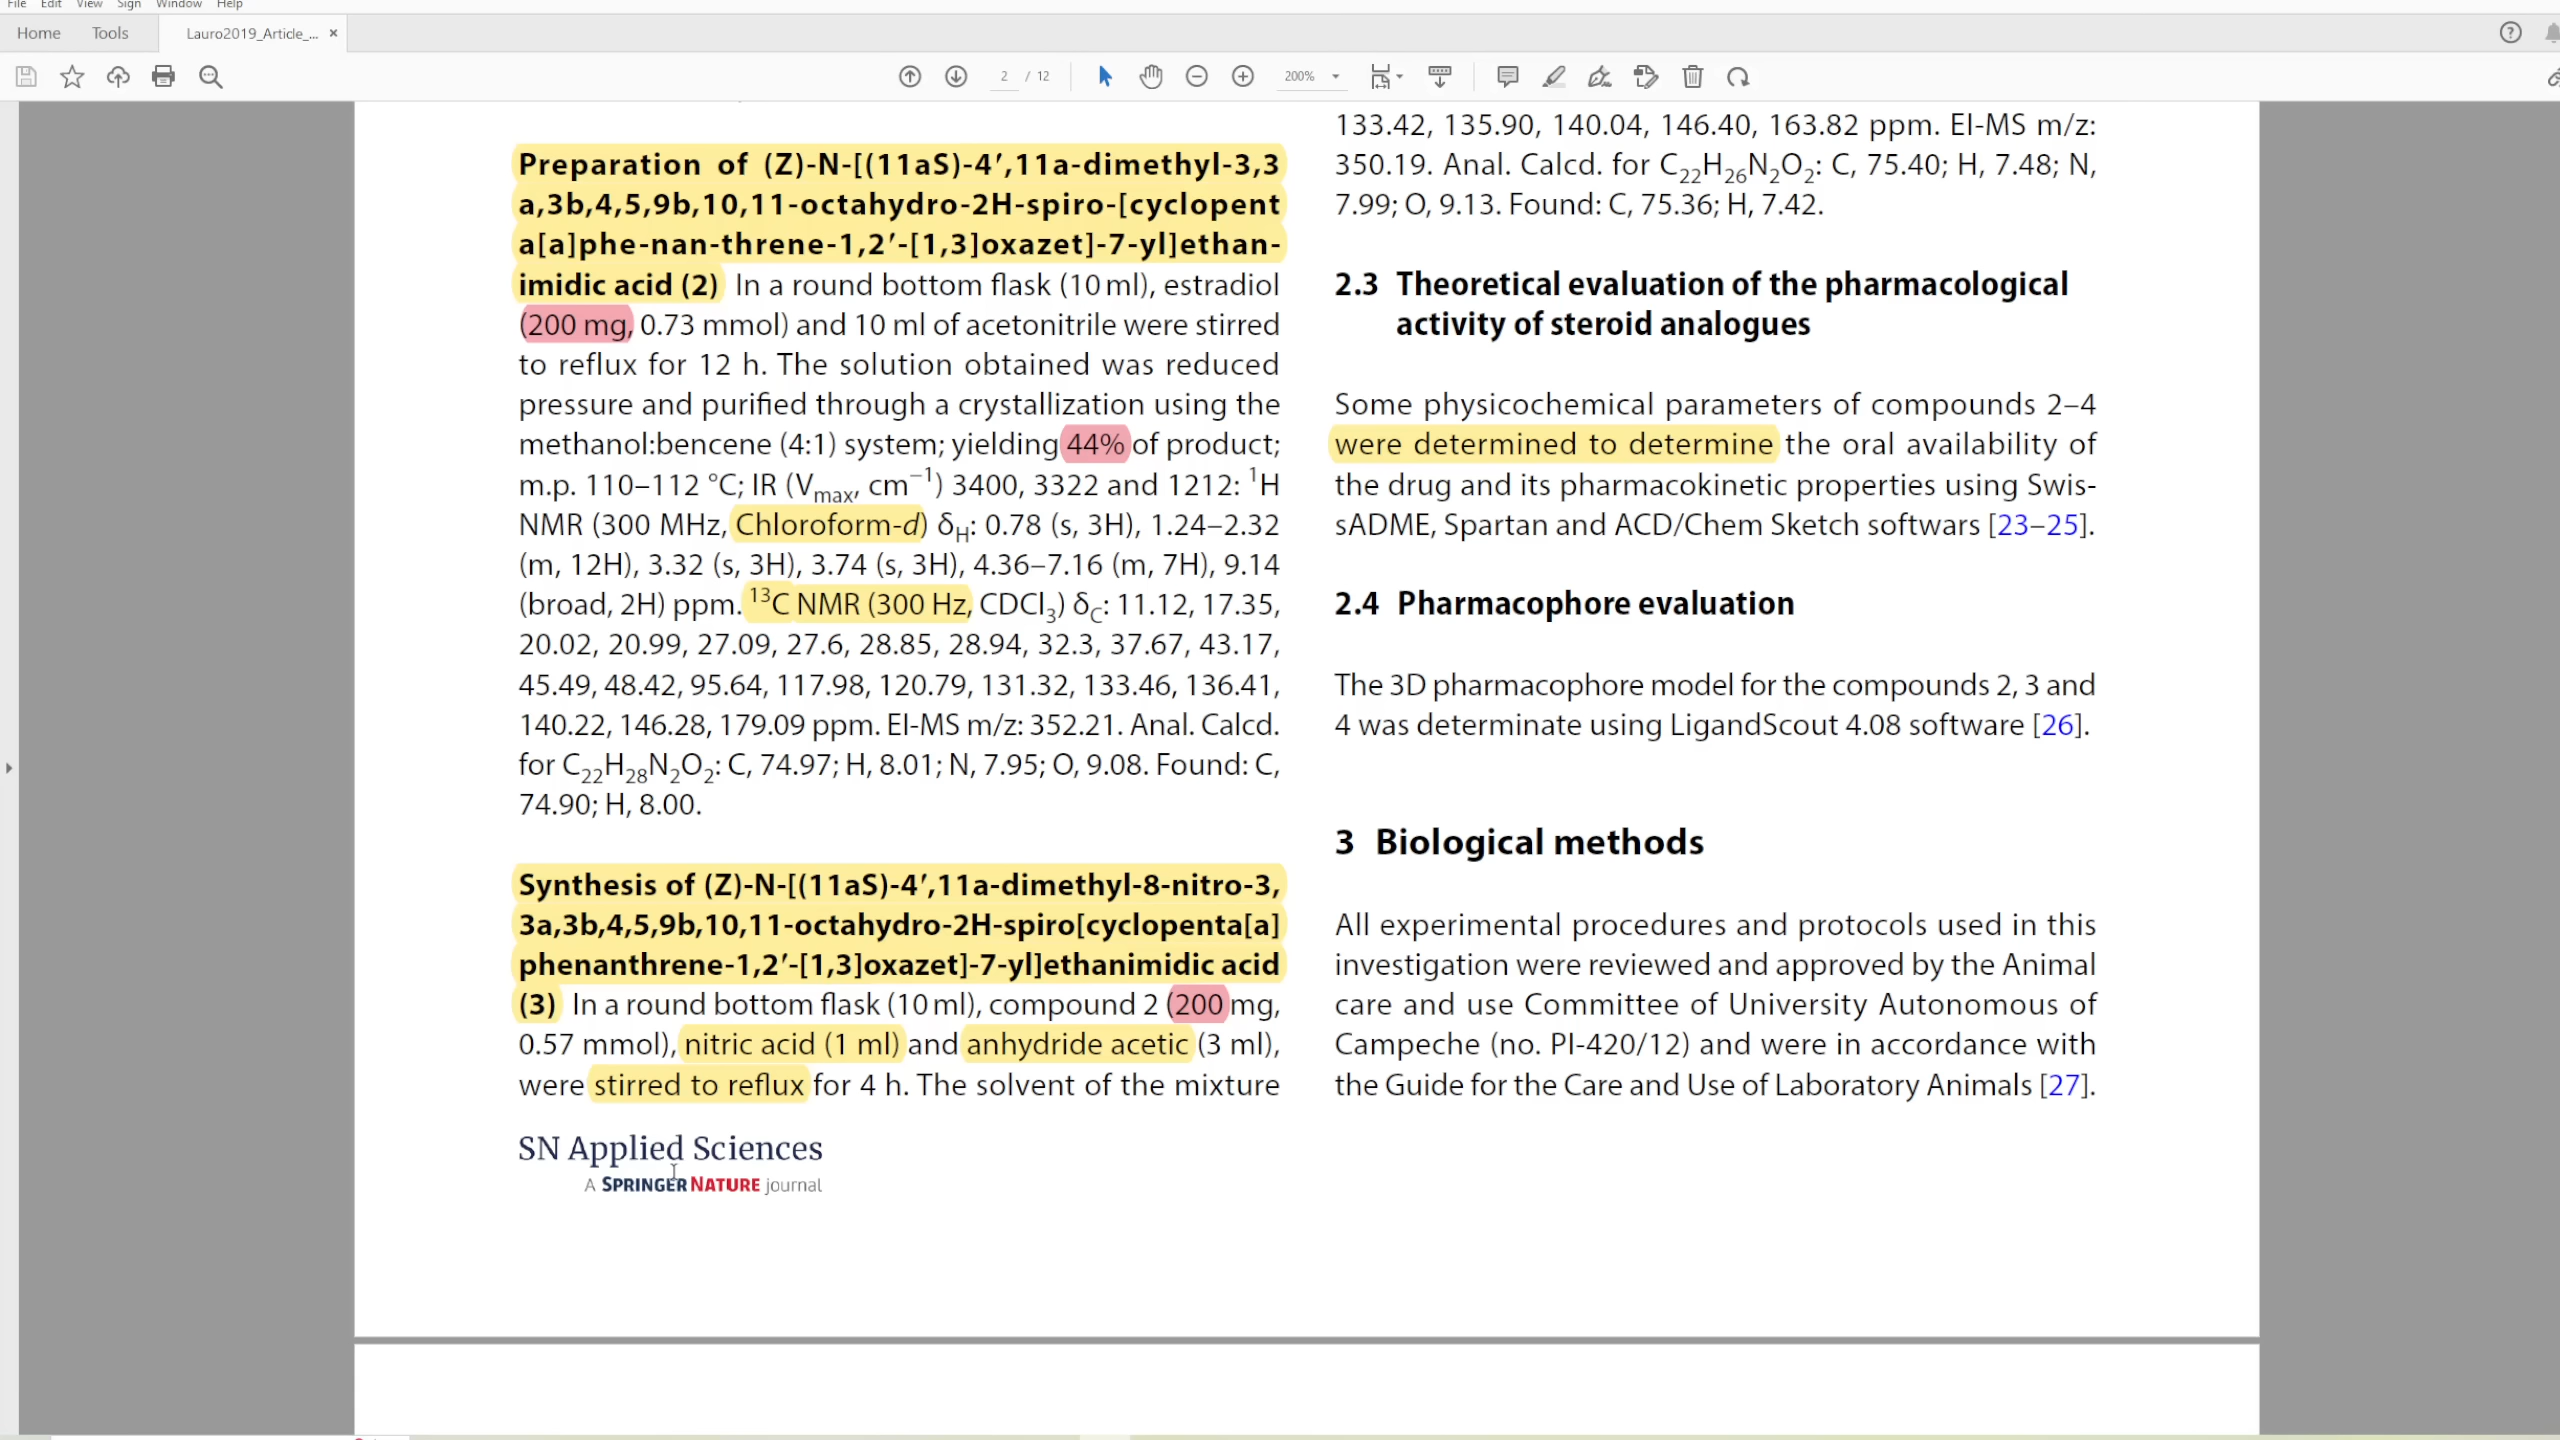 File Edit View Sign Window Help
Home Tools Lauro2019_Article_... ×
2 / 12 200%
Preparation of (Z)-N-[(11aS)-4′,11a-dimethyl-3,3
a,3b,4,5,9b,10,11-octahydro-2H-spiro-[cyclopent
a[a]phe-nan-threne-1,2′-[1,3]oxazet]-7-yl]ethan-
imidic acid (2) In a round bottom flask (10 ml), estradiol
(200 mg, 0.73 mmol) and 10 ml of acetonitrile were stirred
to reflux for 12 h. The solution obtained was reduced
pressure and purified through a crystallization using the
methanol:bencene (4:1) system; yielding 44% of product;
m.p. 110–112 °C; IR (Vmax, cm⁻¹) 3400, 3322 and 1212: ¹H
NMR (300 MHz, Chloroform-d) δH: 0.78 (s, 3H), 1.24–2.32
(m, 12H), 3.32 (s, 3H), 3.74 (s, 3H), 4.36–7.16 (m, 7H), 9.14
(broad, 2H) ppm. ¹³C NMR (300 Hz, CDCl₃) δC: 11.12, 17.35,
20.02, 20.99, 27.09, 27.6, 28.85, 28.94, 32.3, 37.67, 43.17,
45.49, 48.42, 95.64, 117.98, 120.79, 131.32, 133.46, 136.41,
140.22, 146.28, 179.09 ppm. EI-MS m/z: 352.21. Anal. Calcd.
for C₂₂H₂₈N₂O₂: C, 74.97; H, 8.01; N, 7.95; O, 9.08. Found: C,
74.90; H, 8.00.
Synthesis of (Z)-N-[(11aS)-4′,11a-dimethyl-8-nitro-3,
3a,3b,4,5,9b,10,11-octahydro-2H-spiro[cyclopenta[a]
phenanthrene-1,2′-[1,3]oxazet]-7-yl]ethanimidic acid
(3) In a round bottom flask (10 ml), compound 2 (200 mg,
0.57 mmol), nitric acid (1 ml) and anhydride acetic (3 ml),
were stirred to reflux for 4 h. The solvent of the mixture
SN Applied Sciences
A SPRINGER NATURE journal
133.42, 135.90, 140.04, 146.40, 163.82 ppm. EI-MS m/z:
350.19. Anal. Calcd. for C₂₂H₂₆N₂O₂: C, 75.40; H, 7.48; N,
7.99; O, 9.13. Found: C, 75.36; H, 7.42.
2.3 Theoretical evaluation of the pharmacological
activity of steroid analogues
Some physicochemical parameters of compounds 2–4
were determined to determine the oral availability of
the drug and its pharmacokinetic properties using Swis-
sADME, Spartan and ACD/Chem Sketch softwars [23–25].
2.4 Pharmacophore evaluation
The 3D pharmacophore model for the compounds 2, 3 and
4 was determinate using LigandScout 4.08 software [26].
3 Biological methods
All experimental procedures and protocols used in this
investigation were reviewed and approved by the Animal
care and use Committee of University Autonomous of
Campeche (no. PI-420/12) and were in accordance with
the Guide for the Care and Use of Laboratory Animals [27].